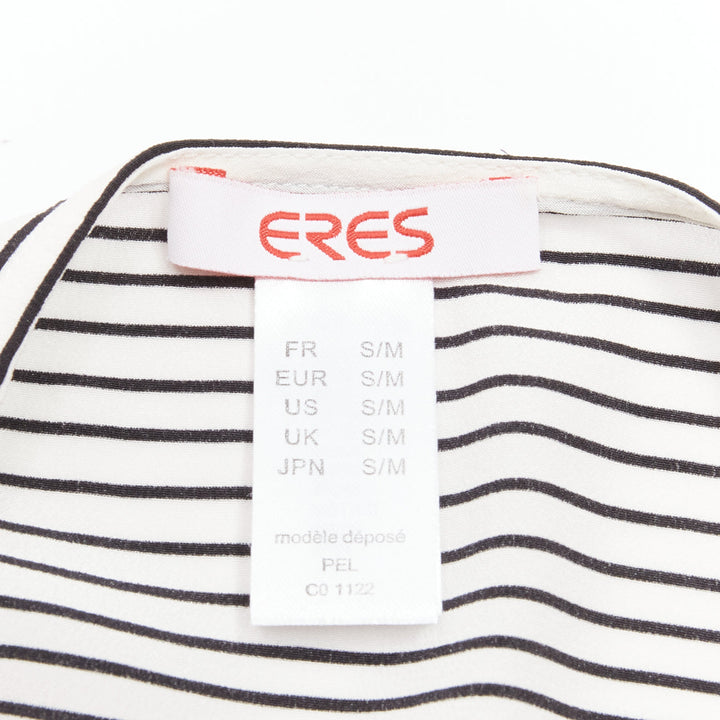 ERES
FR S/M
EUR S/M
US S/M
UK S/M
JPN S/M
modèle déposé
PEL
C0 1122